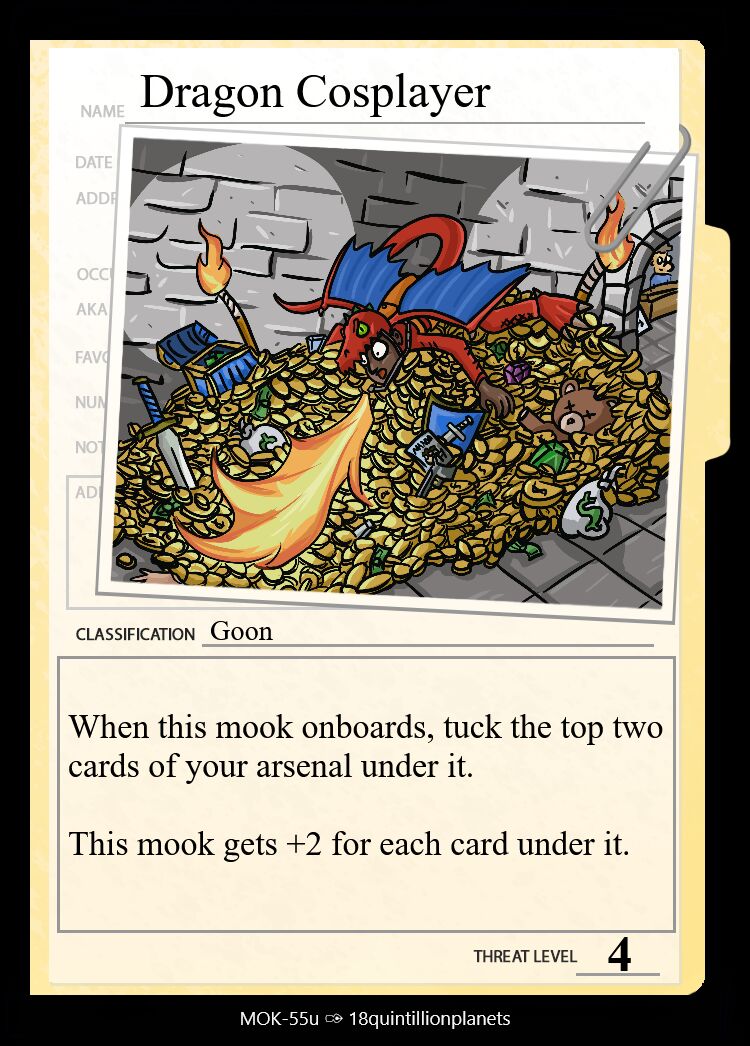 NAME Dragon Cosplayer
DATE
ADDR
OCCU
AKA
FAVO
NUM
NOT
ADD
$
CLASSIFICATION Goon
When this mook onboards, tuck the top two
cards of your arsenal under it.
This mook gets +2 for each card under it.
THREAT LEVEL 4
MOK-55u ✑ 18quintillionplanets